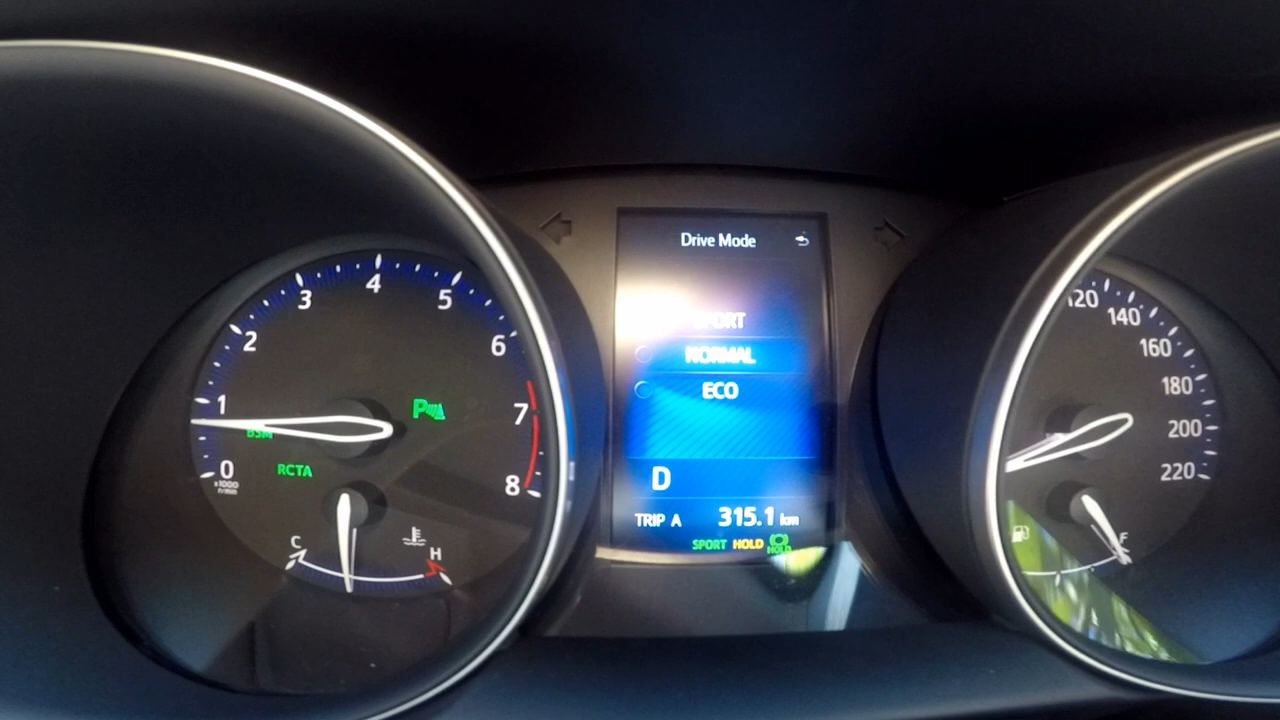 0
1
2
3
4
5
6
7
8
x1000
r/min
BSM
RCTA
P
C
H
Drive Mode
SPORT
NORMAL
ECO
D
TRIP A 315.1 km
SPORT HOLD HOLD
120
140
160
180
200
220
F